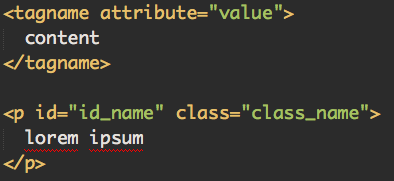 <tagname attribute="value">
  content
</tagname>

<p id="id_name" class="class_name">
  lorem ipsum
</p>